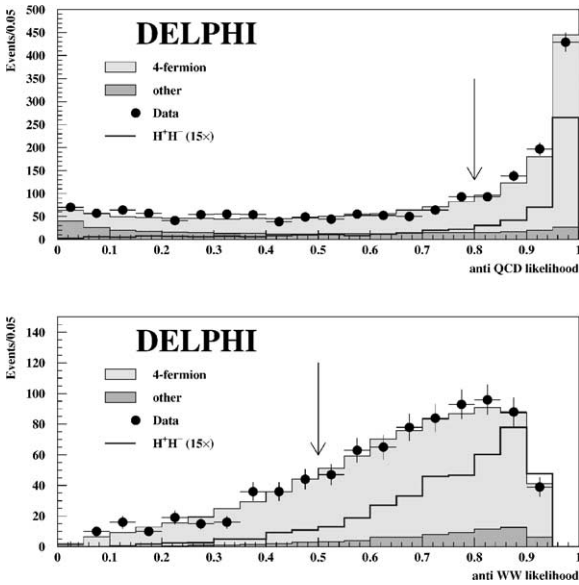 Events/0.05
500
450
400
350
300
250
200
150
100
50
0
DELPHI
4-fermion
other
Data
H⁺H⁻ (15×)
0 0.1 0.2 0.3 0.4 0.5 0.6 0.7 0.8 0.9 1
anti QCD likelihood
Events/0.05
140
120
100
80
60
40
20
0
DELPHI
4-fermion
other
Data
H⁺H⁻ (15×)
0 0.1 0.2 0.3 0.4 0.5 0.6 0.7 0.8 0.9 1
anti WW likelihood